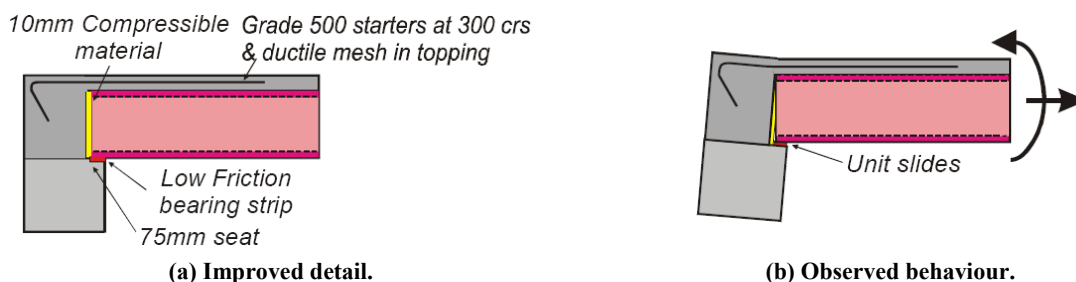 10mm Compressible
material
Grade 500 starters at 300 crs
& ductile mesh in topping
Low Friction
bearing strip
75mm seat
(a) Improved detail.
Unit slides
(b) Observed behaviour.